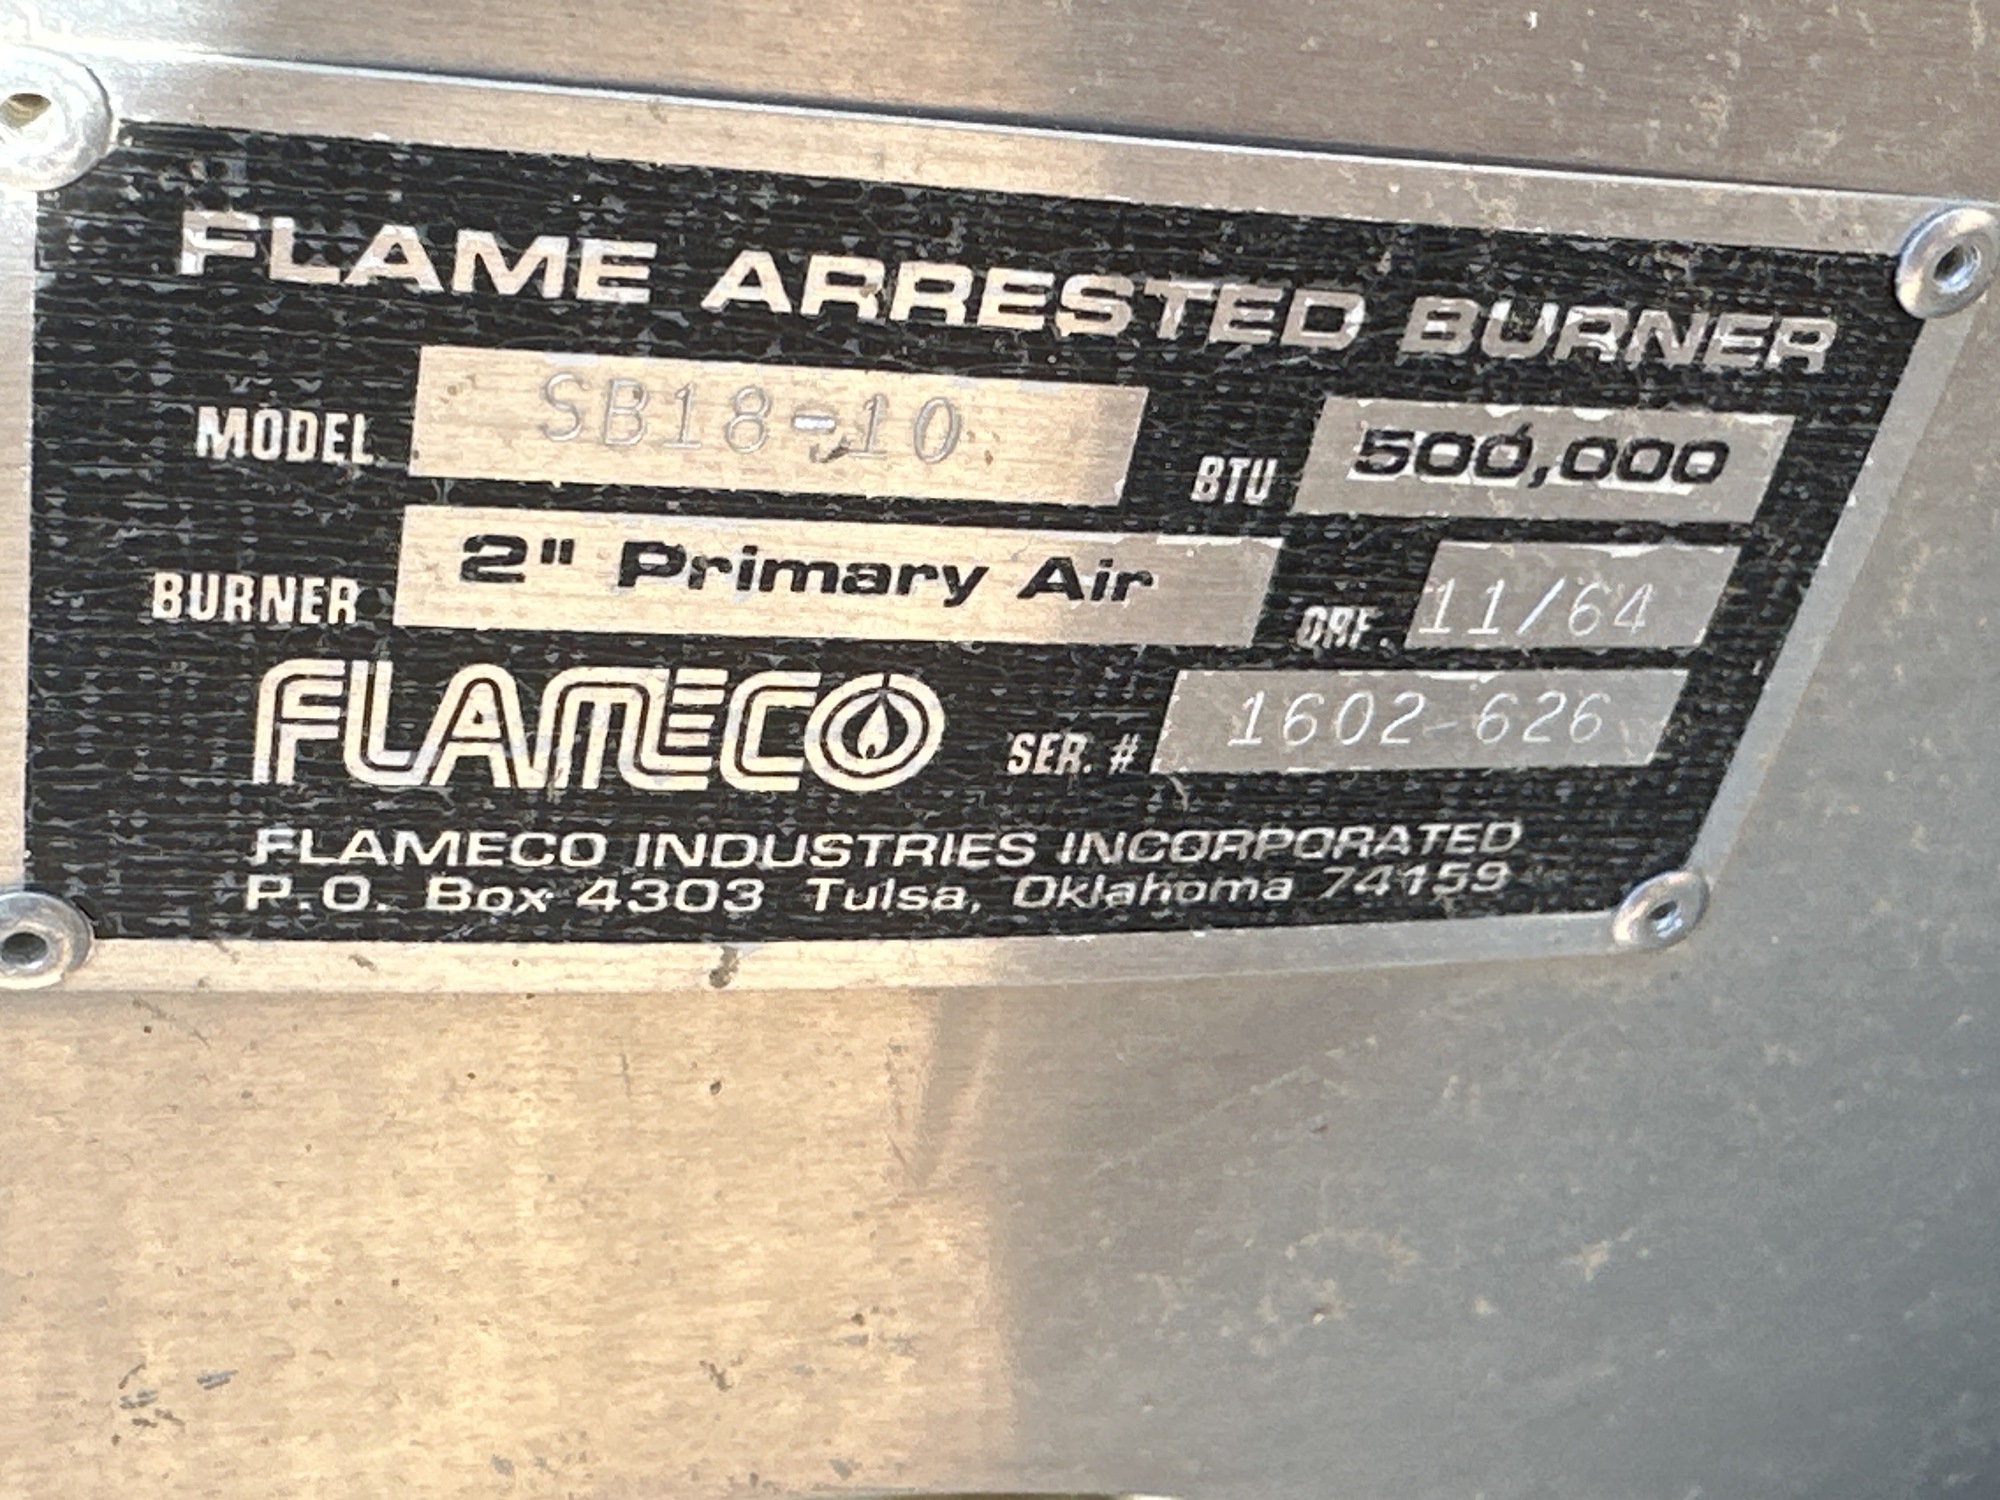 FLAME ARRESTED BURNER
MODEL SB18-10 BTU 500,000
BURNER 2" Primary Air ORF. 11/64
FLAMECO SER. # 1602-626
FLAMECO INDUSTRIES INCORPORATED
P.O. Box 4303 Tulsa, Oklahoma 74159